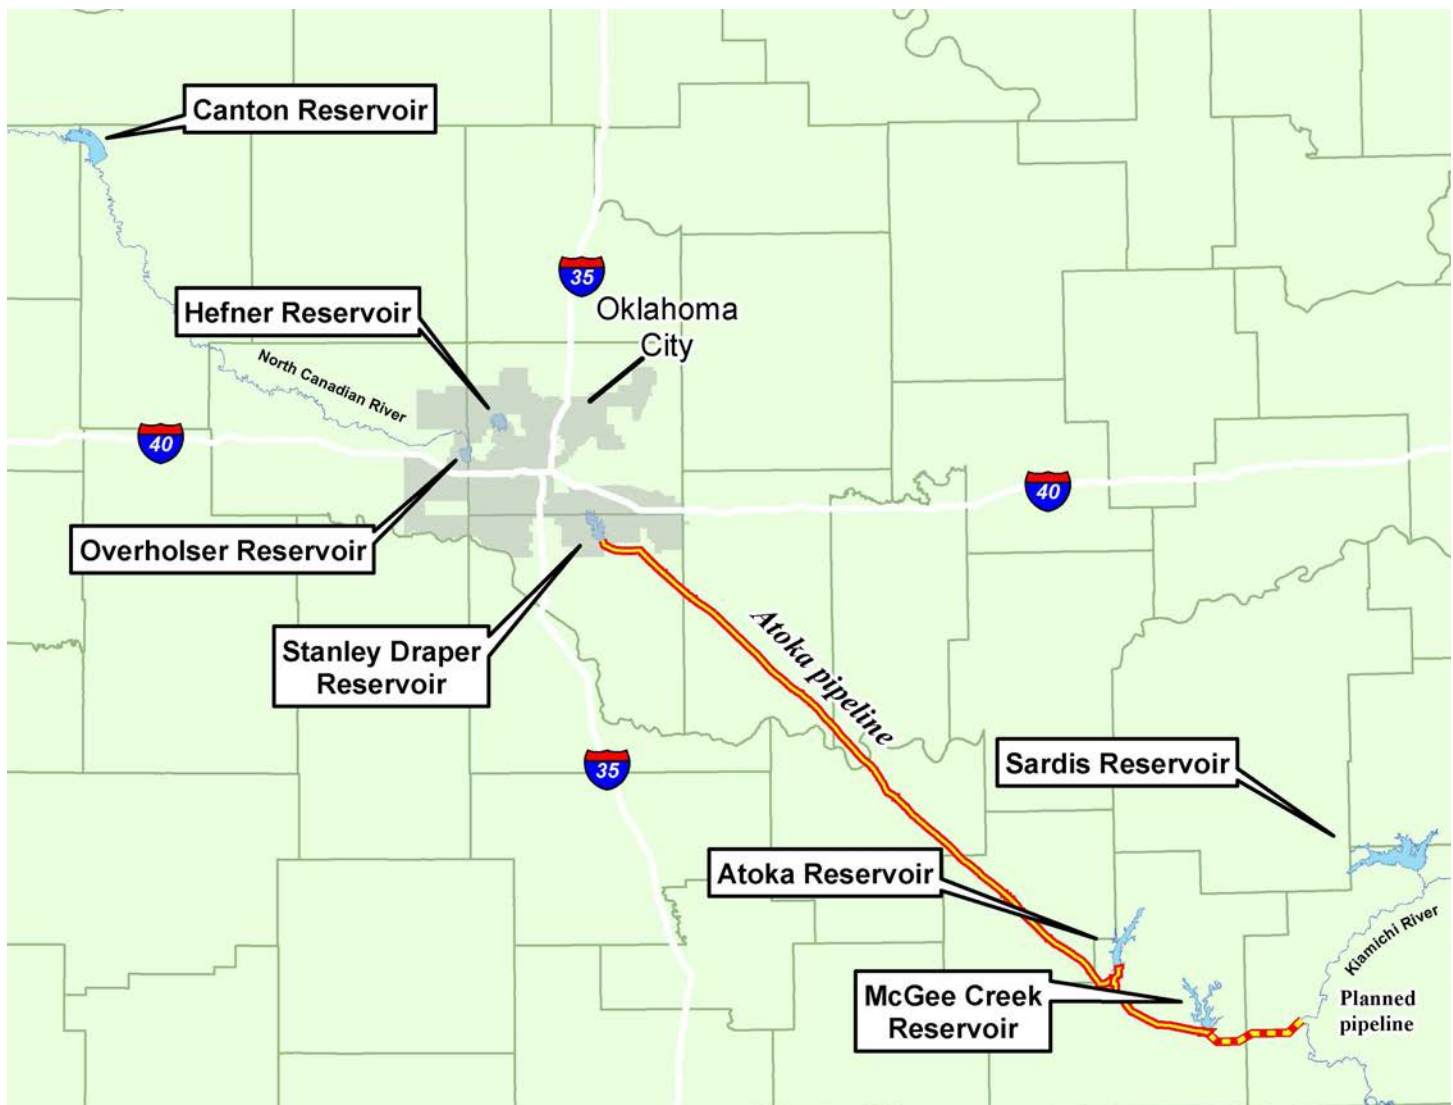 Canton Reservoir
35
Hefner Reservoir
Oklahoma
City
North Canadian River
40
40
Overholser Reservoir
Stanley Draper
Reservoir
Atoka pipeline
35
Sardis Reservoir
Atoka Reservoir
Kiamichi River
McGee Creek
Reservoir
Planned
pipeline